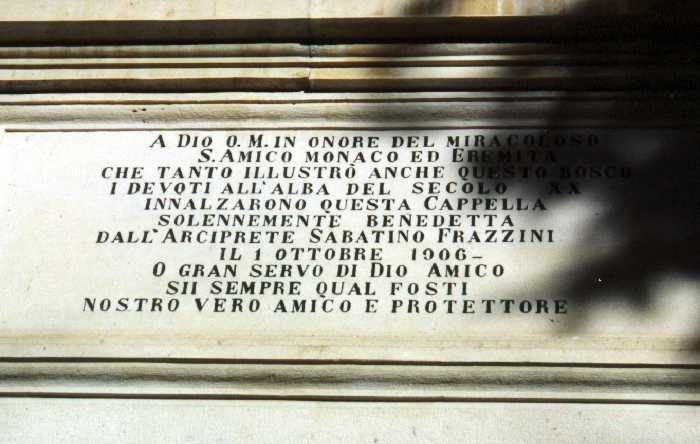 A DIO O.M. IN ONORE DEL MIRACOLOSO
S. AMICO MONACO ED EREMITA
CHE TANTO ILLUSTRÒ ANCHE QUESTO BOSCO
I DEVOTI ALL'ALBA DEL SECOLO XX
INNALZARONO QUESTA CAPPELLA
SOLENNEMENTE BENEDETTA
DALL'ARCIPRETE SABATINO FRAZZINI
IL 1 OTTOBRE 1906-
O GRAN SERVO DI DIO AMICO
SII SEMPRE QUAL FOSTI
NOSTRO VERO AMICO E PROTETTORE